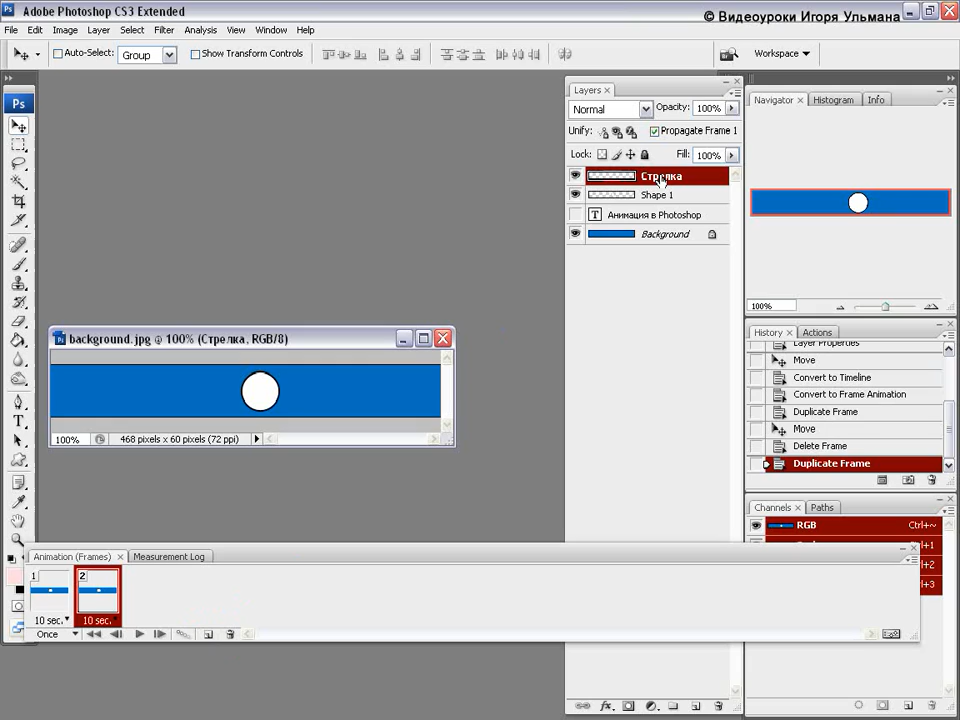 Adobe Photoshop CS3 Extended
© Видеоуроки Игоря Ульмана
File Edit Image Layer Select Filter Analysis View Window Help
Auto-Select: Group Show Transform Controls Workspace
Ps
Layers
Normal Opacity: 100%
Unify: Propagate Frame 1
Lock: Fill: 100%
Стрелка
Shape 1
T Анимация в Photoshop
Background
Navigator Histogram Info
100%
background.jpg @ 100% (Стрелка, RGB/8)
100% 468 pixels x 60 pixels (72 ppi)
History Actions
Layer Properties
Move
Convert to Timeline
Convert to Frame Animation
Duplicate Frame
Move
Delete Frame
Duplicate Frame
Channels Paths
RGB Ctrl+~
Ctrl+1
Ctrl+2
Ctrl+3
Animation (Frames) Measurement Log
1 2
10 sec. 10 sec.
Once